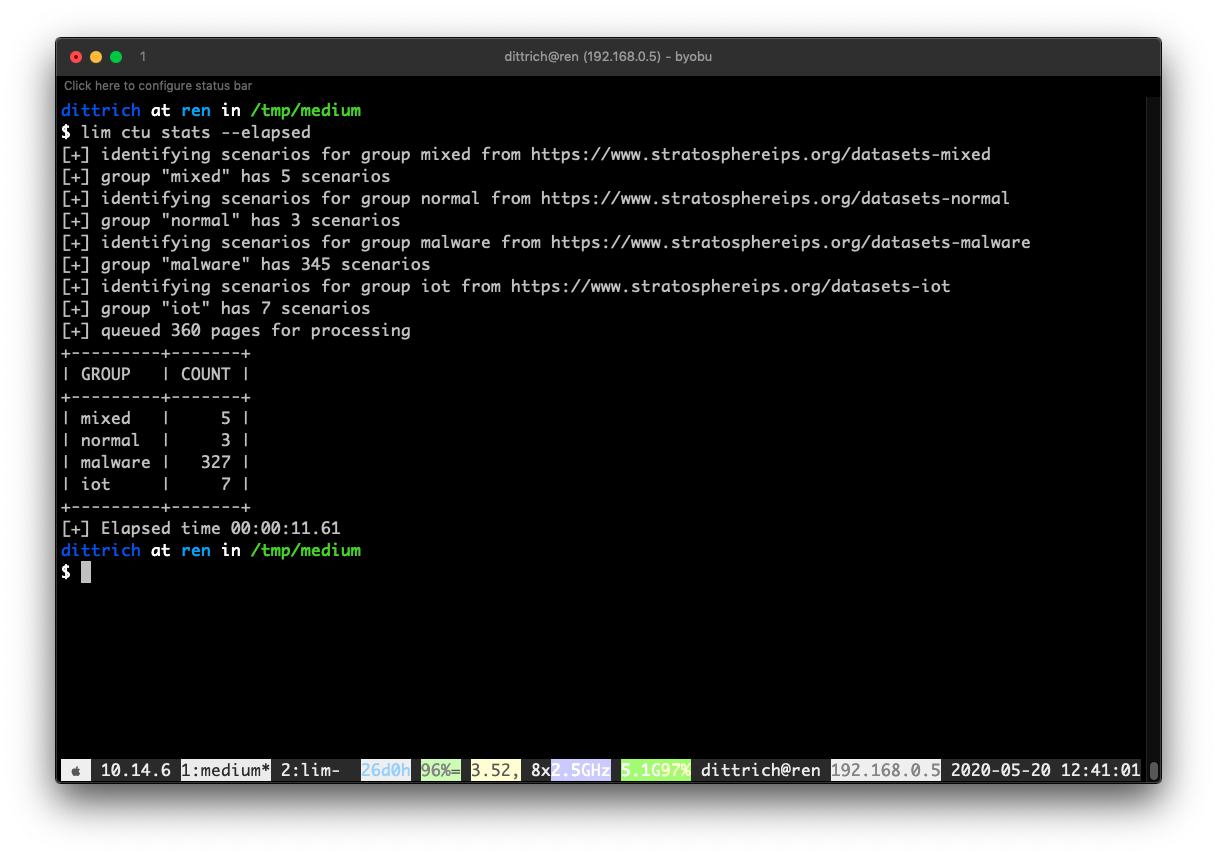 1 dittrich@ren (192.168.0.5) - byobu
Click here to configure status bar
dittrich at ren in /tmp/medium
$ lim ctu stats --elapsed
[+] identifying scenarios for group mixed from https://www.stratosphereips.org/datasets-mixed
[+] group "mixed" has 5 scenarios
[+] identifying scenarios for group normal from https://www.stratosphereips.org/datasets-normal
[+] group "normal" has 3 scenarios
[+] identifying scenarios for group malware from https://www.stratosphereips.org/datasets-malware
[+] group "malware" has 345 scenarios
[+] identifying scenarios for group iot from https://www.stratosphereips.org/datasets-iot
[+] group "iot" has 7 scenarios
[+] queued 360 pages for processing
+---------+-------+
| GROUP   | COUNT |
+---------+-------+
| mixed   |     5 |
| normal  |     3 |
| malware |   327 |
| iot     |     7 |
+---------+-------+
[+] Elapsed time 00:00:11.61
dittrich at ren in /tmp/medium
$
10.14.6 1:medium* 2:lim- 26d0h 96%= 3.52, 8x2.5GHz 5.1G97% dittrich@ren 192.168.0.5 2020-05-20 12:41:01